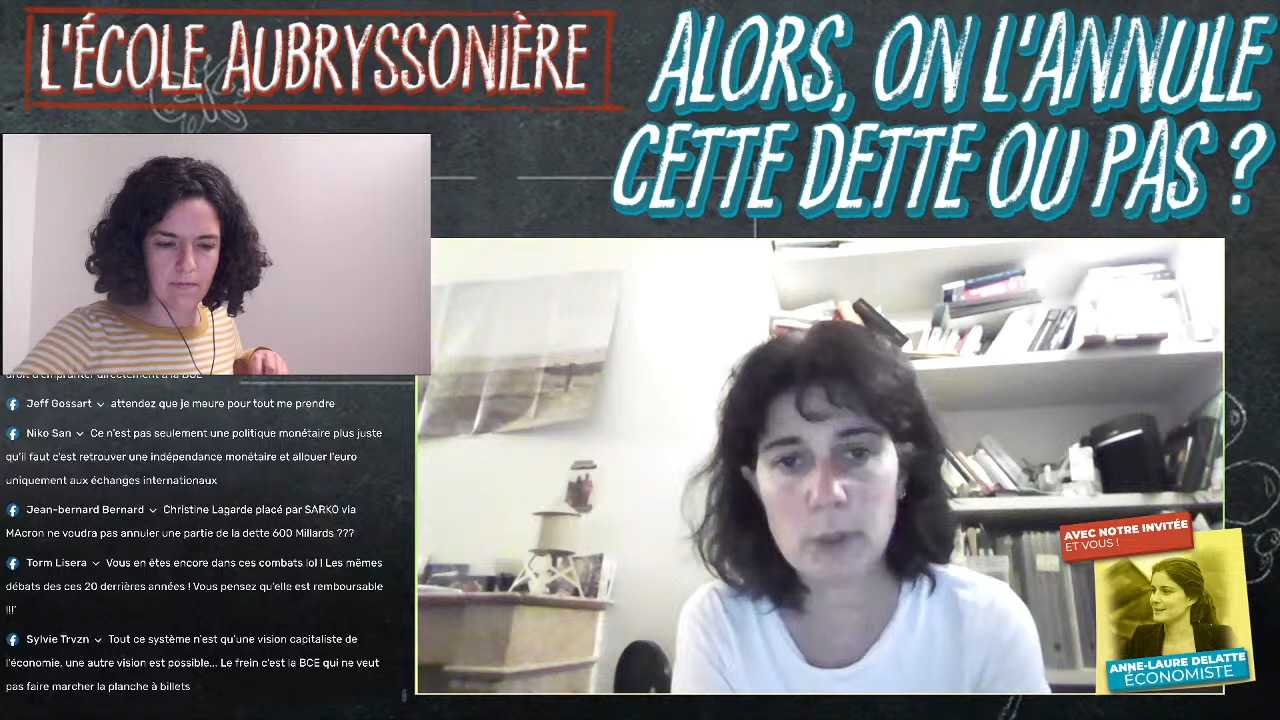 L'ÉCOLE AUBRYSSONIÈRE
ALORS, ON L'ANNULE
CETTE DETTE OU PAS ?
droit d'emprunter directement à la BCE
Jeff Gossart attendez que je meure pour tout me prendre
Niko San Ce n'est pas seulement une politique monétaire plus juste
qu'il faut c'est retrouver une indépendance monétaire et allouer l'euro
uniquement aux échanges internationaux
Jean-bernard Bernard Christine Lagarde placé par SARKO via
MAcron ne voudra pas annuler une partie de la dette 600 Millards ???
Torm Lisera Vous en êtes encore dans ces combats lol ! Les mêmes
débats des ces 20 derrières années ! Vous pensez qu'elle est remboursable
!!!'
Sylvie Trvzn Tout ce système n'est qu'une vision capitaliste de
l'économie, une autre vision est possible... Le frein c'est la BCE qui ne veut
pas faire marcher la planche à billets
AVEC NOTRE INVITÉE
ET VOUS !
ANNE-LAURE DELATTE
ÉCONOMISTE